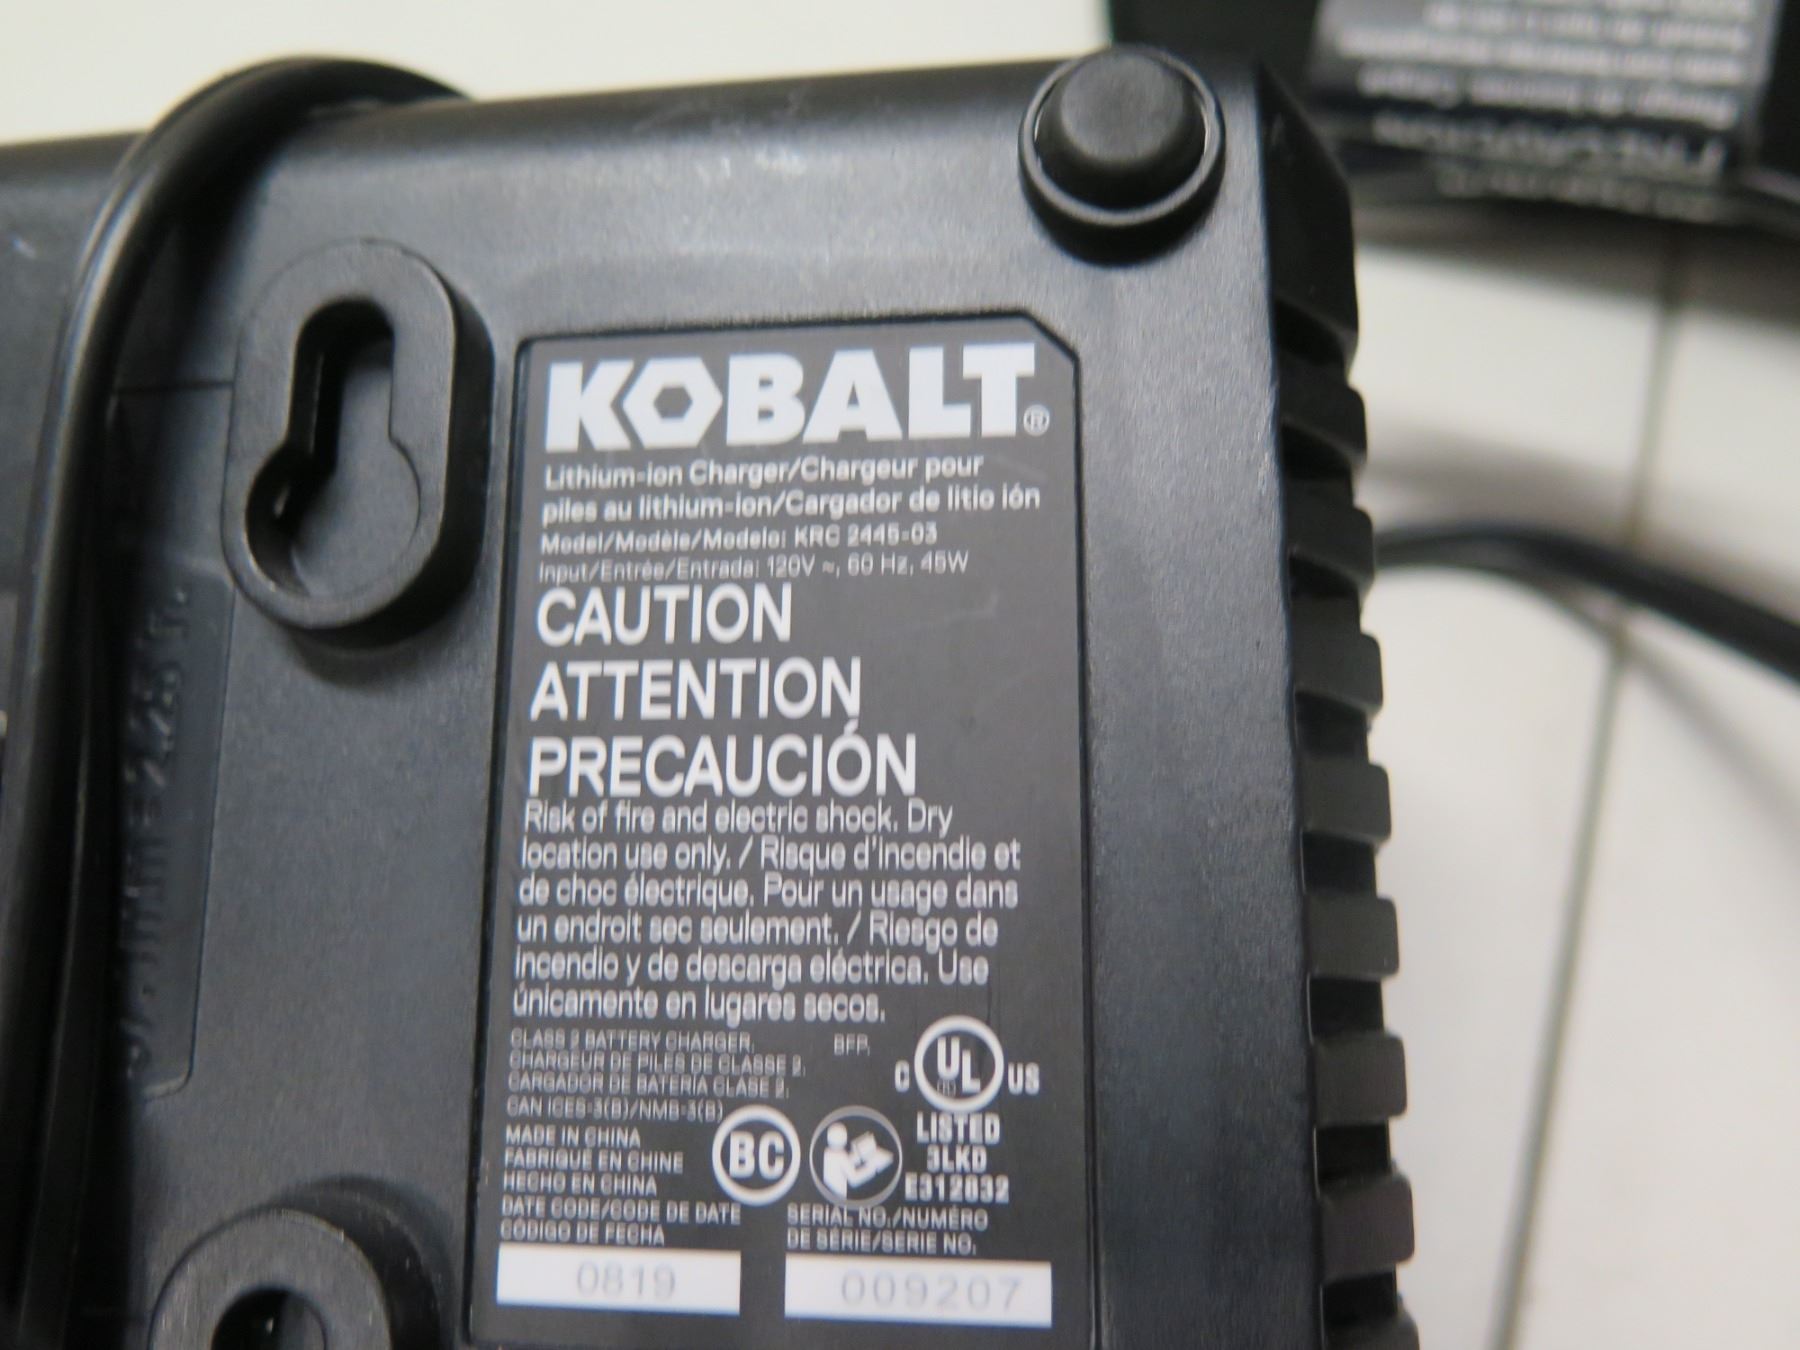 KOBALT®
Lithium-ion Charger/Chargeur pour
piles au lithium-ion/Cargador de litio ión
Model/Modèle/Modelo: KRC 2445-03
Input/Entrée/Entrada: 120V ~, 60 Hz, 45W
CAUTION
ATTENTION
PRECAUCIÓN
Risk of fire and electric shock. Dry
location use only. / Risque d'incendie et
de choc électrique. Pour un usage dans
un endroit sec seulement. / Riesgo de
incendio y de descarga eléctrica. Use
únicamente en lugares secos.
CLASS 2 BATTERY CHARGER. BFP.
CHARGEUR DE PILES DE CLASSE 2.
CARGADOR DE BATERÍA CLASE 2.
CAN ICES-3(B)/NMB-3(B)
C UL® US
LISTED
3LKD
E312832
BC
MADE IN CHINA
FABRIQUÉ EN CHINE
HECHO EN CHINA
DATE CODE/CODE DE DATE
CÓDIGO DE FECHA
0819
SERIAL NO./NUMÉRO
DE SÉRIE/SERIE NO.
009207